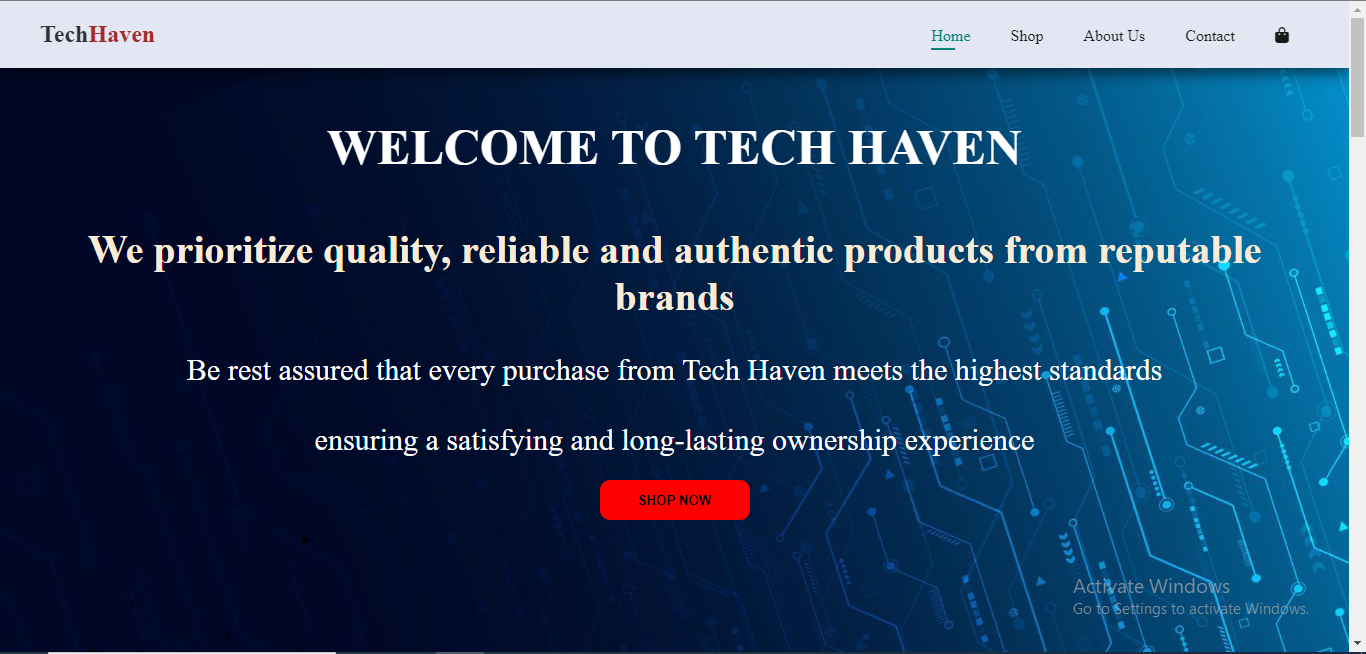 TechHaven
Home Shop About Us Contact
WELCOME TO TECH HAVEN
We prioritize quality, reliable and authentic products from reputable
brands
Be rest assured that every purchase from Tech Haven meets the highest standards
ensuring a satisfying and long-lasting ownership experience
SHOP NOW
Activate Windows
Go to Settings to activate Windows.